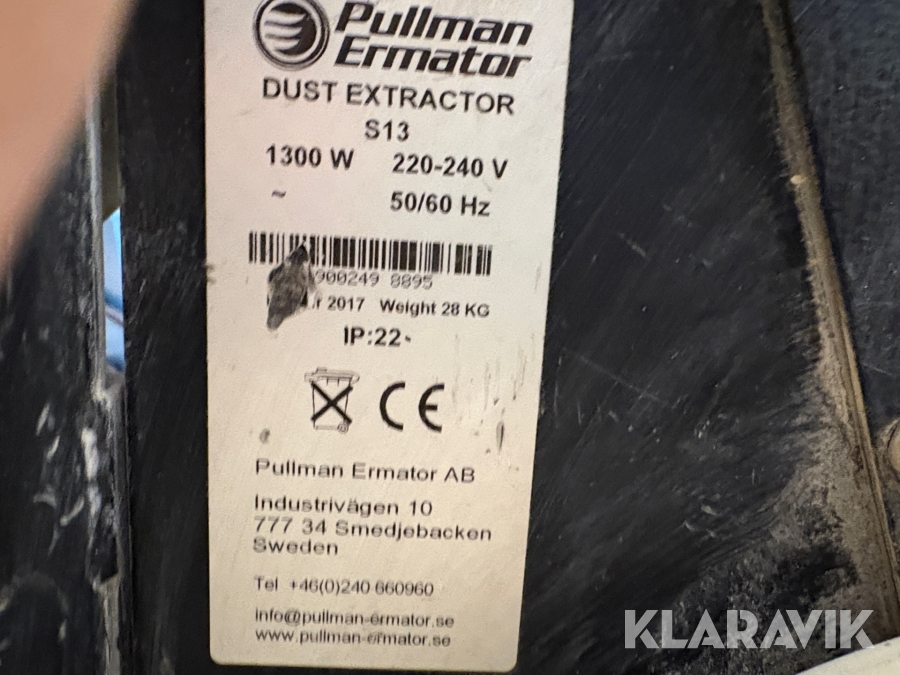 Pullman
Ermator
DUST EXTRACTOR
S13
1300 W 220-240 V
~ 50/60 Hz
900249 8895
2017 Weight 28 KG
IP:22
CE
Pullman Ermator AB
Industrivägen 10
777 34 Smedjebacken
Sweden
Tel +46(0)240 660960
info@pullman-ermator.se
www.pullman-ermator.se
KLARAVIK